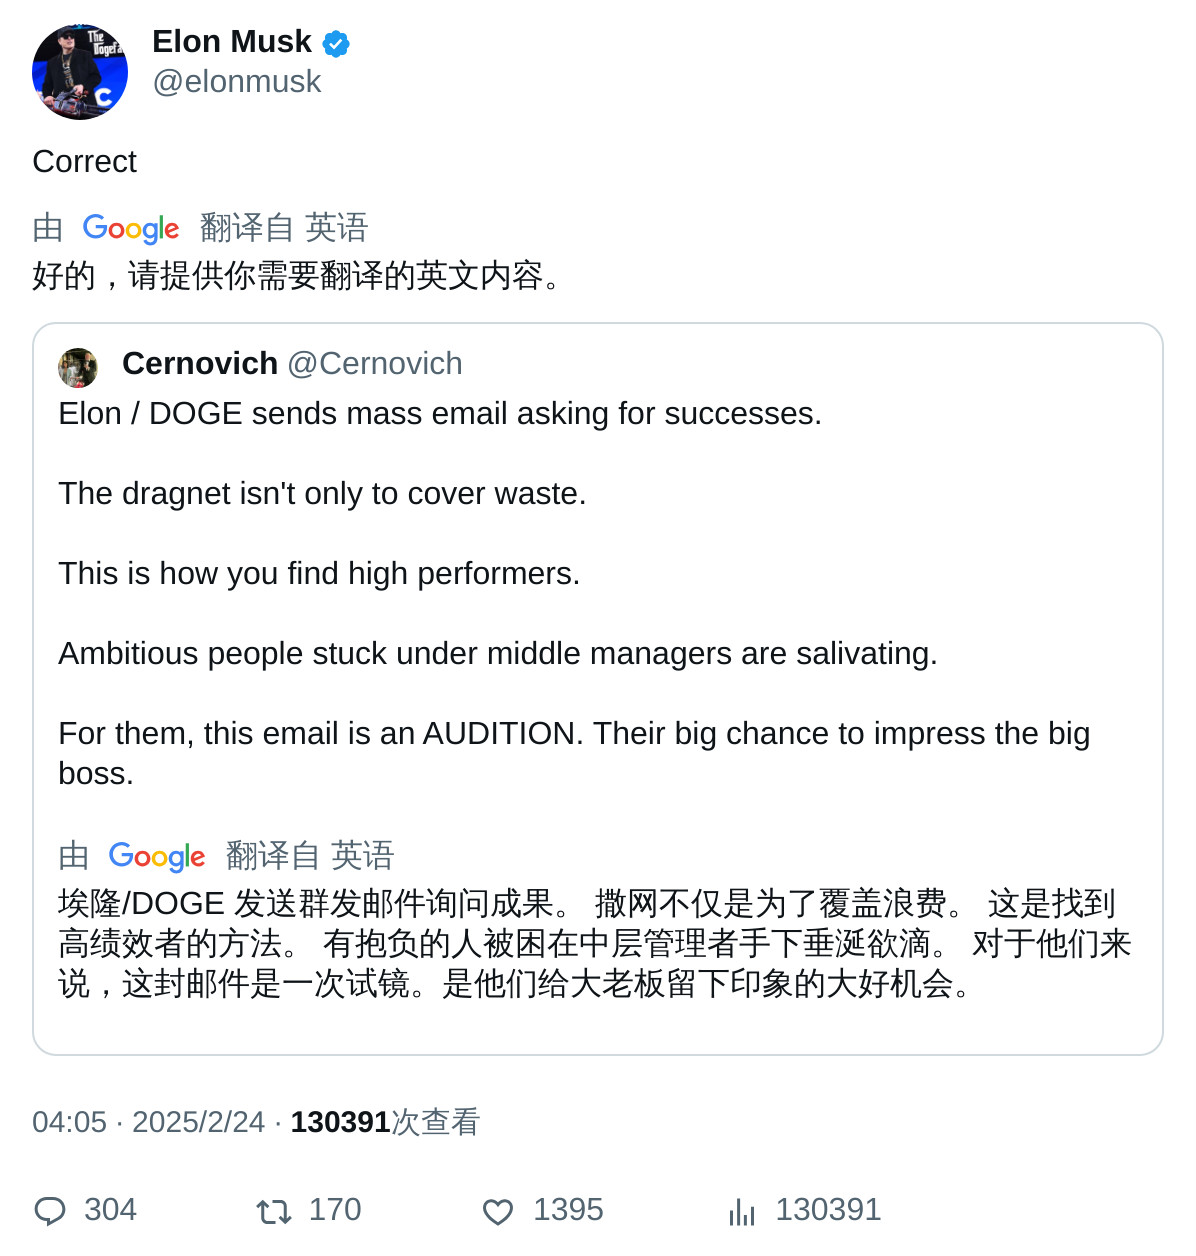 The
Dogefa
C
Elon Musk
@elonmusk
Correct
由 Google 翻译自 英语
好的，请提供你需要翻译的英文内容。
Cernovich @Cernovich
Elon / DOGE sends mass email asking for successes.
The dragnet isn't only to cover waste.
This is how you find high performers.
Ambitious people stuck under middle managers are salivating.
For them, this email is an AUDITION. Their big chance to impress the big
boss.
由 Google 翻译自 英语
埃隆/DOGE 发送群发邮件询问成果。 撒网不仅是为了覆盖浪费。 这是找到
高绩效者的方法。 有抱负的人被困在中层管理者手下垂涎欲滴。 对于他们来
说，这封邮件是一次试镜。是他们给大老板留下印象的大好机会。
04:05 · 2025/2/24 · 130391次查看
304 170 1395 130391